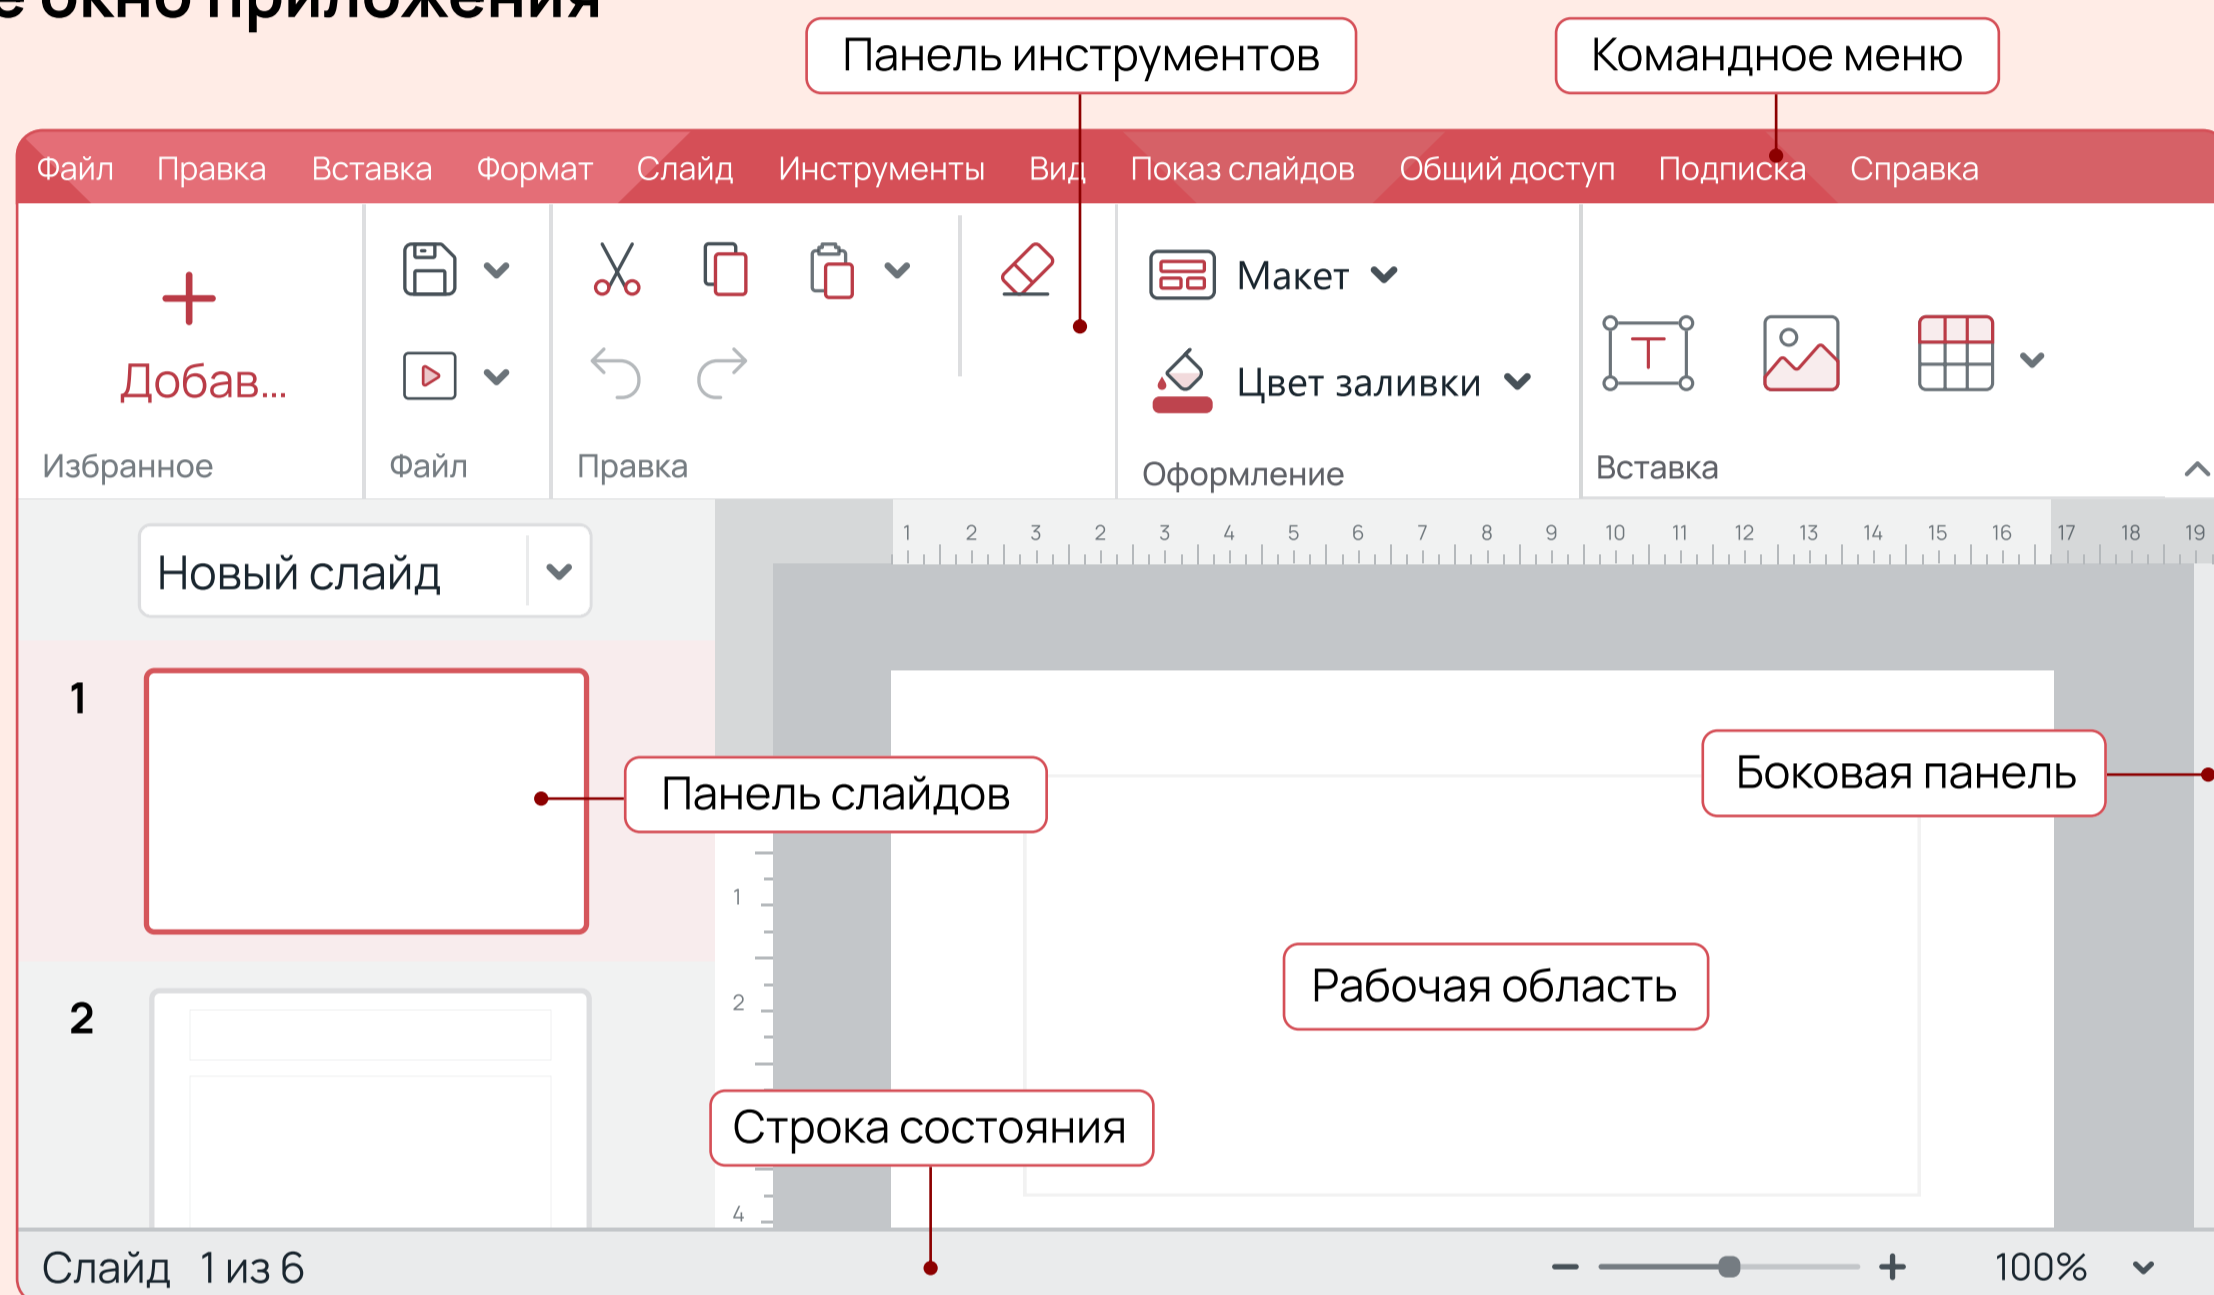 окно приложения
Панель инструментов
Командное меню
Файл Правка Вставка Формат Слайд Инструменты Вид Показ слайдов Общий доступ Подписка Справка
Макет
Добав...
Цвет заливки
Т
Избранное
Файл
Правка
Оформление
Вставка
1 2 3 2 3 4 5 6 7 8 9 10 11 12 13 14 15 16 17 18 19
Новый слайд
1
Панель слайдов
Боковая панель
1
Рабочая область
2
2
Строка состояния
4
Слайд 1 из 6
100%